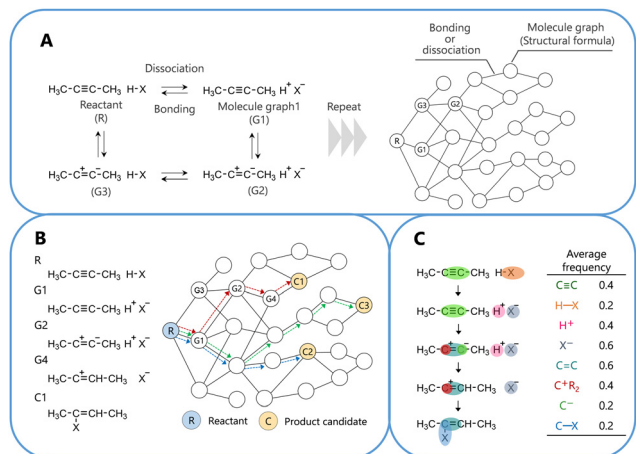 A
Dissociation
H₃C-C≡C-CH₃ H-X
H₃C-C≡C-CH₃ H⁺ X⁻
Reactant
(R)
Bonding
Molecule graph1
(G1)
H₃C-C⁺=C⁻-CH₃ H-X
(G3)
H₃C-C⁺=C⁻-CH₃ H⁺ X⁻
(G2)
Repeat
Bonding
or
dissociation
Molecule graph
(Structural formula)
G3
G2
R
G1
B
R
H₃C-C≡C-CH₃ H-X
G1
H₃C-C≡C-CH₃ H⁺ X⁻
G2
H₃C-C⁺=C⁻-CH₃ H⁺ X⁻
G4
H₃C-C⁺=CH-CH₃ X⁻
C1
H₃C-C=CH-CH₃
X
G3
G2
G4
C1
R
G1
C3
C2
R Reactant
C Product candidate
C
H₃C-C≡C-CH₃ H-X
H₃C-C≡C-CH₃ H⁺ X⁻
H₃C-C⁺=C⁻-CH₃ H⁺ X⁻
H₃C-C⁺=CH-CH₃ X⁻
H₃C-C=CH-CH₃
X
Average
frequency
C≡C 0.4
H—X 0.2
H⁺ 0.4
X⁻ 0.6
C=C 0.6
C⁺R₂ 0.4
C⁻ 0.2
C—X 0.2